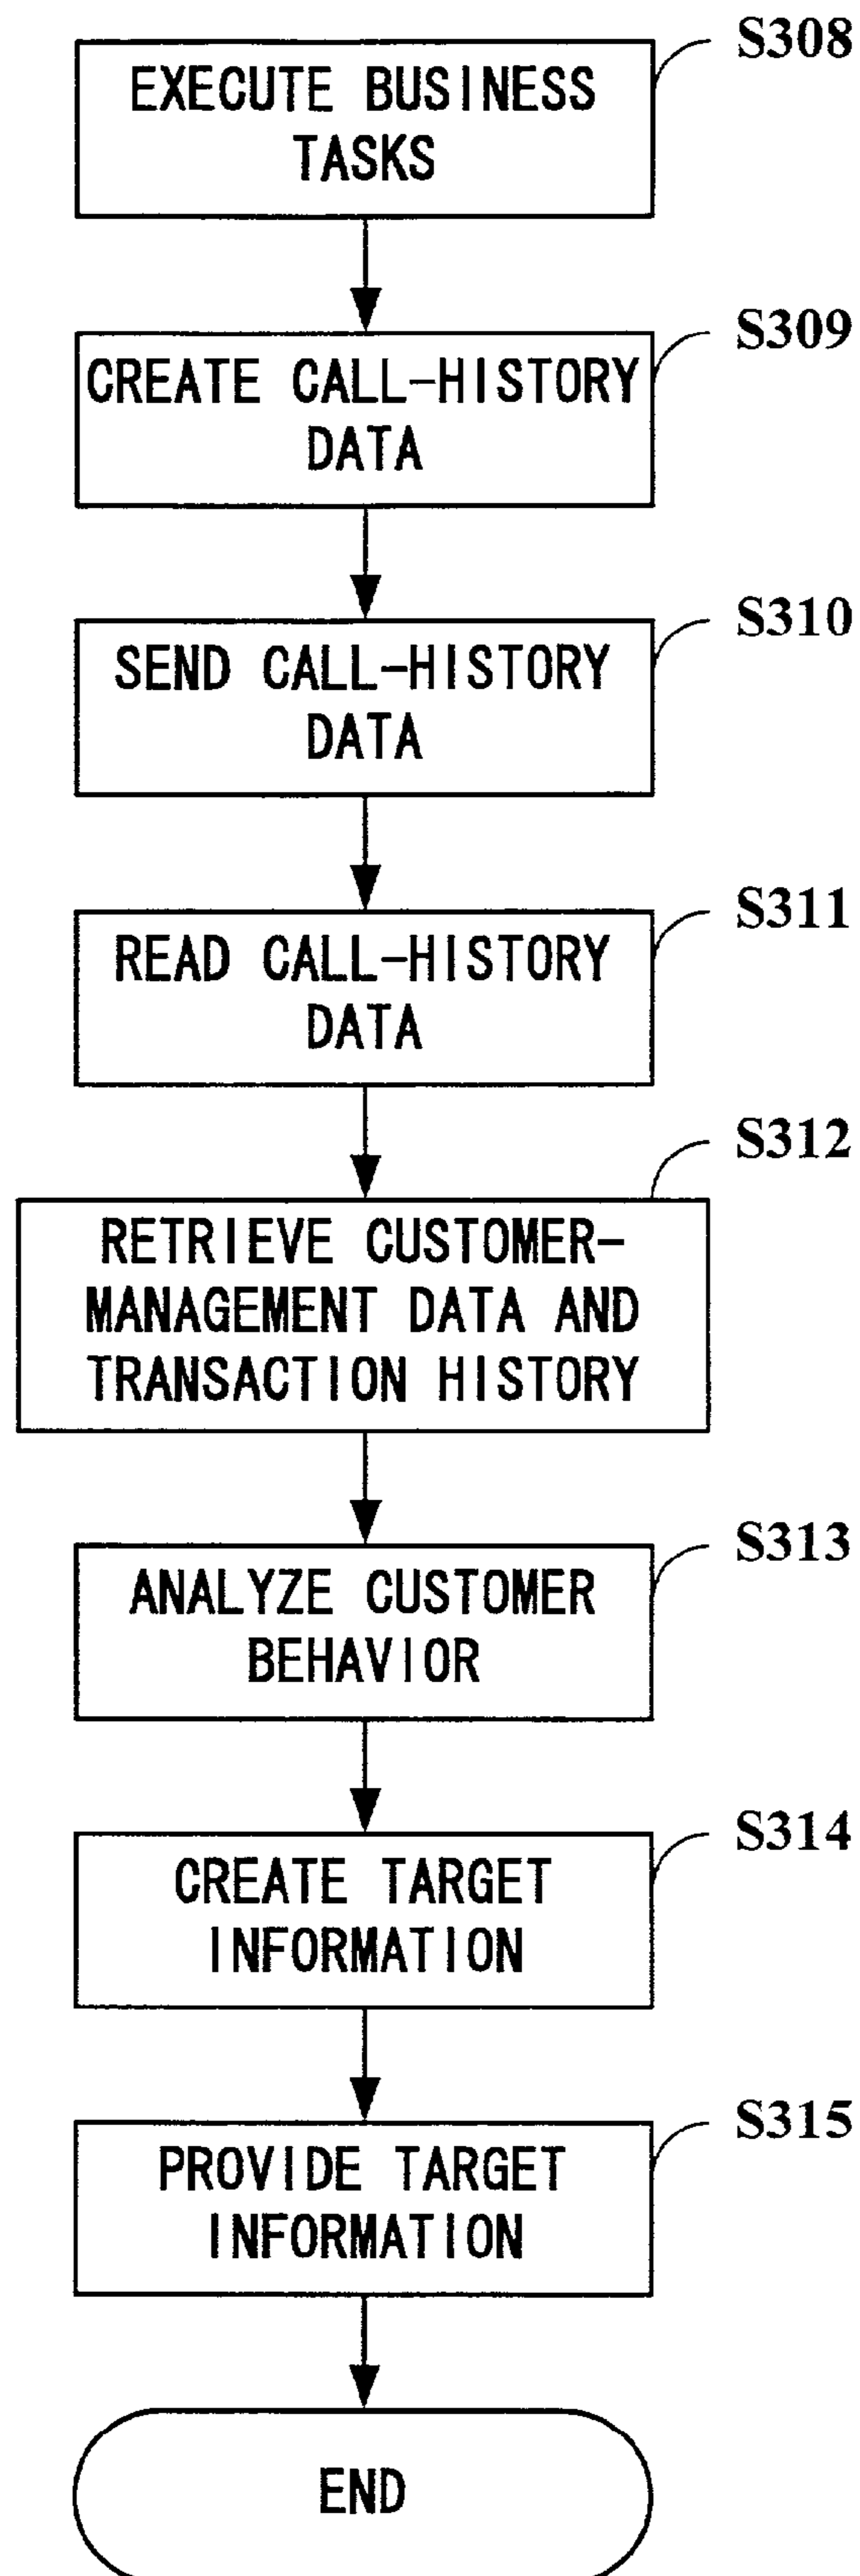 S308
EXECUTE BUSINESS
TASKS
S309
CREATE CALL-HISTORY
DATA
S310
SEND CALL-HISTORY
DATA
S311
READ CALL-HISTORY
DATA
S312
RETRIEVE CUSTOMER-
MANAGEMENT DATA AND
TRANSACTION HISTORY
S313
ANALYZE CUSTOMER
BEHAVIOR
S314
CREATE TARGET
INFORMATION
S315
PROVIDE TARGET
INFORMATION
END